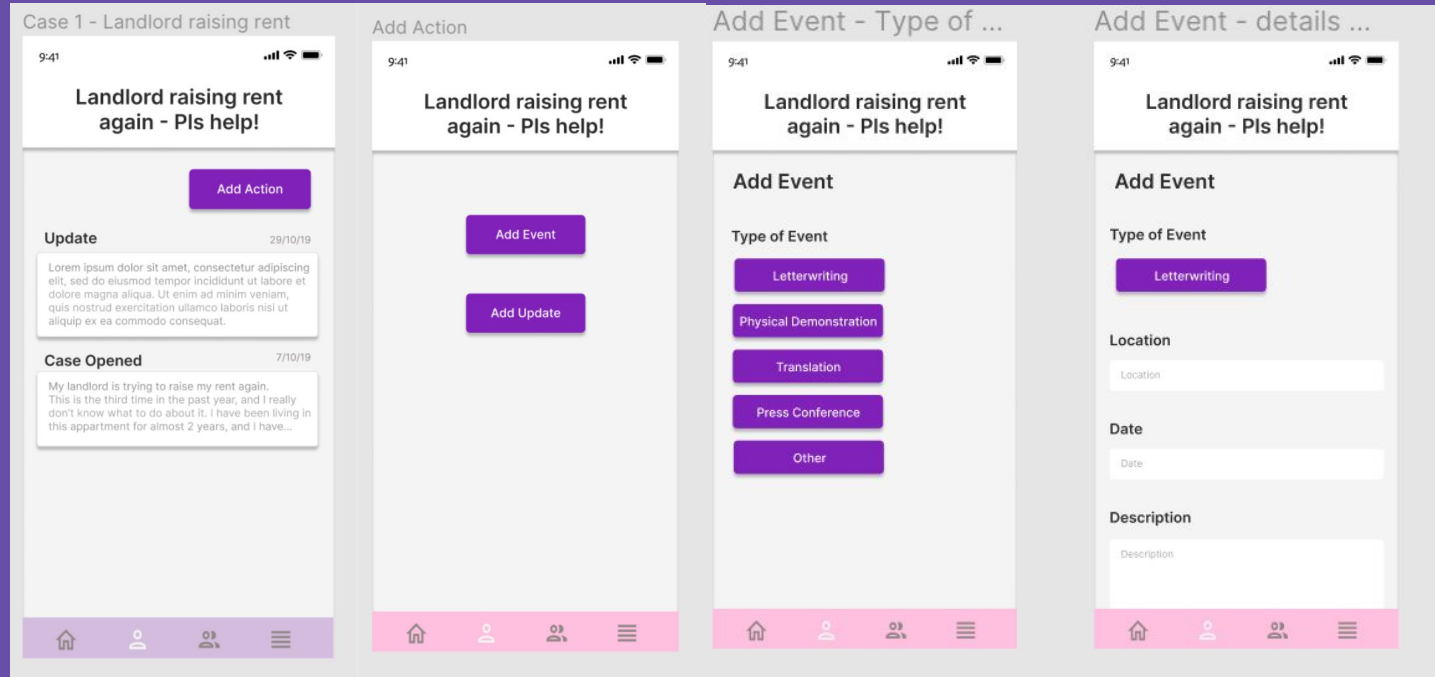 Case 1 - Landlord raising rent
9:41
Landlord raising rent
again - Pls help!
Add Action
Update
29/10/19
Lorem ipsum dolor sit amet, consectetur adipiscing
elit, sed do eiusmod tempor incididunt ut labore et
dolore magna aliqua. Ut enim ad minim veniam,
quis nostrud exercitation ullamco laboris nisi ut
aliquip ex ea commodo consequat.
Case Opened
7/10/19
My landlord is trying to raise my rent again.
This is the third time in the past year, and I really
don't know what to do about it. I have been living in
this appartment for almost 2 years, and I have...
Add Action
9:41
Landlord raising rent
again - Pls help!
Add Event
Add Update
Add Event - Type of ...
9:41
Landlord raising rent
again - Pls help!
Add Event
Type of Event
Letterwriting
Physical Demonstration
Translation
Press Conference
Other
Add Event - details ...
9:41
Landlord raising rent
again - Pls help!
Add Event
Type of Event
Letterwriting
Location
Location
Date
Date
Description
Description